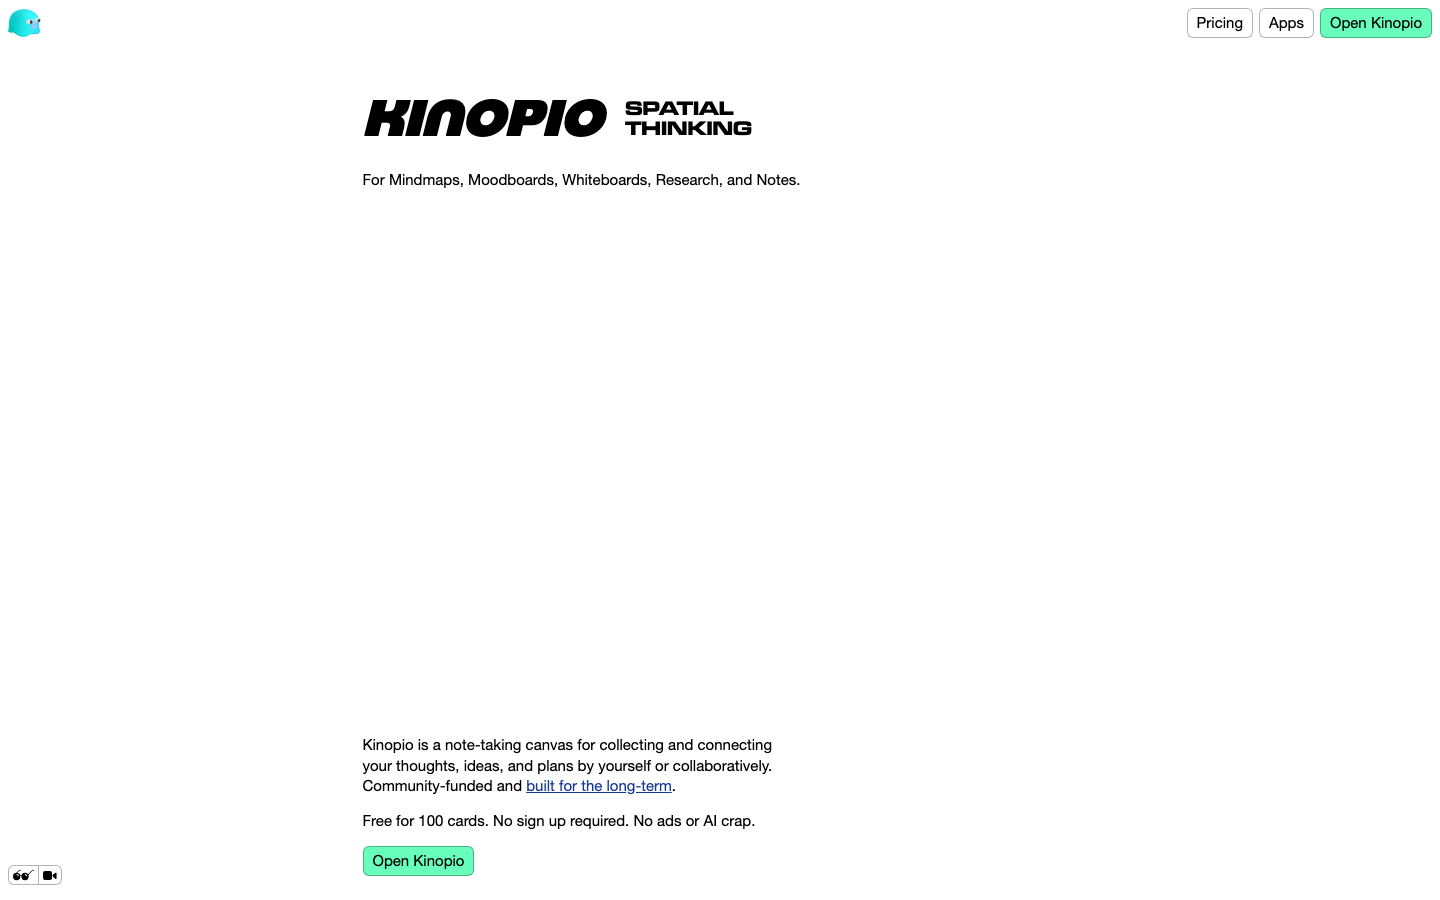 Pricing
Apps
Open Kinopio
KINOPIO
SPATIAL
THINKING
For Mindmaps, Moodboards, Whiteboards, Research, and Notes.
Kinopio is a note-taking canvas for collecting and connecting
your thoughts, ideas, and plans by yourself or collaboratively.
Community-funded and built for the long-term.
Free for 100 cards. No sign up required. No ads or AI crap.
Open Kinopio